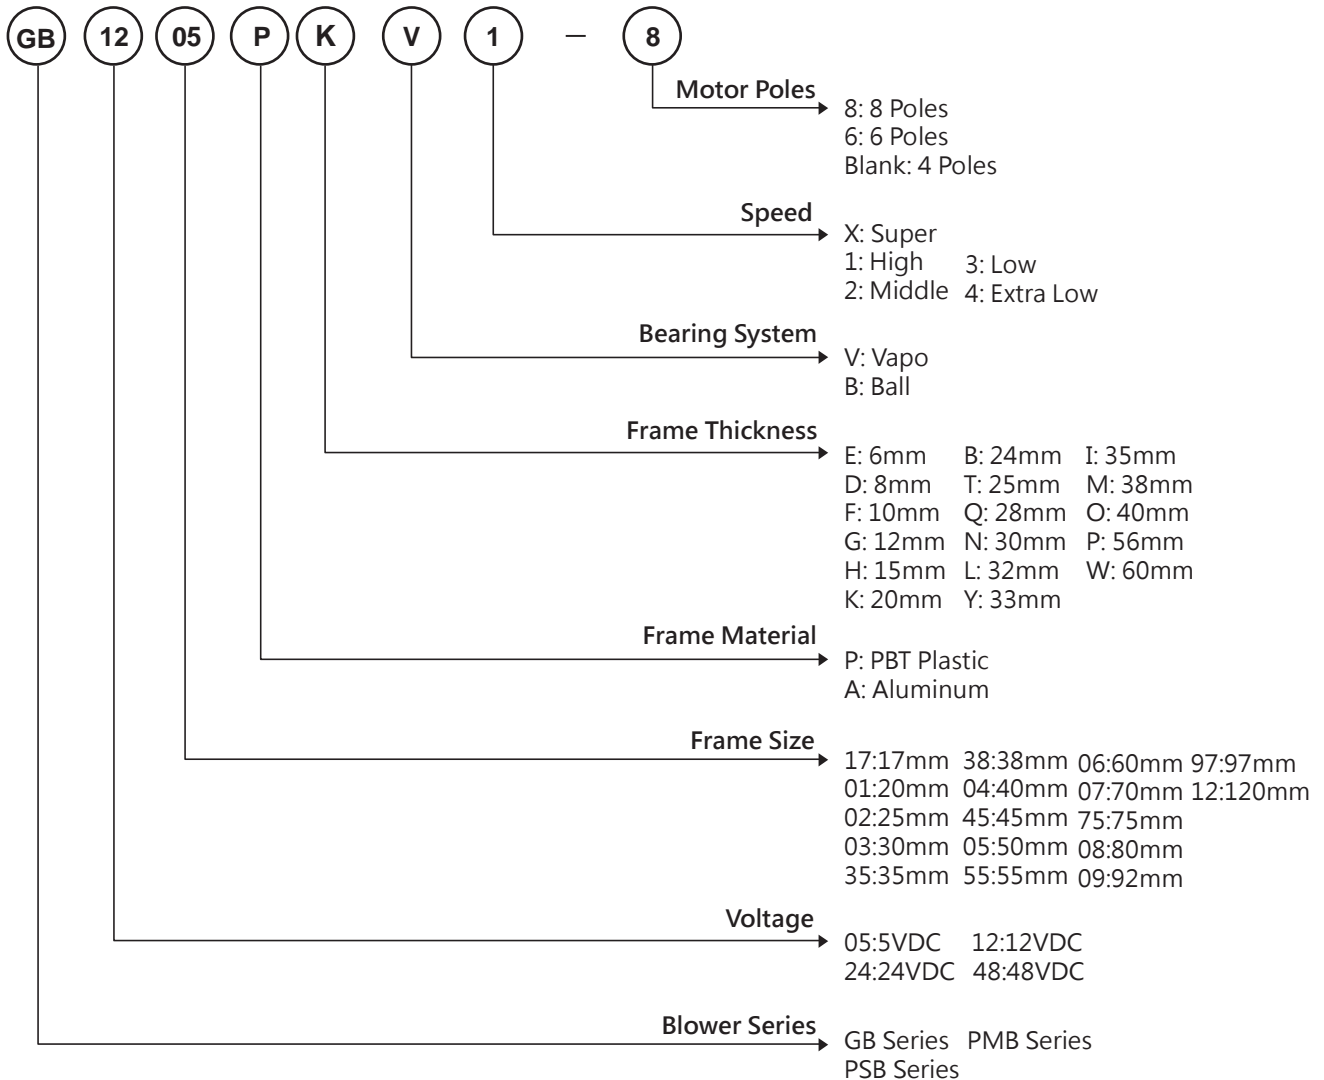 GB 12 05 P K V 1 – 8
Motor Poles
8: 8 Poles
6: 6 Poles
Blank: 4 Poles
Speed
X: Super
1: High 3: Low
2: Middle 4: Extra Low
Bearing System
V: Vapo
B: Ball
Frame Thickness
E: 6mm B: 24mm I: 35mm
D: 8mm T: 25mm M: 38mm
F: 10mm Q: 28mm O: 40mm
G: 12mm N: 30mm P: 56mm
H: 15mm L: 32mm W: 60mm
K: 20mm Y: 33mm
Frame Material
P: PBT Plastic
A: Aluminum
Frame Size
17:17mm 38:38mm 06:60mm 97:97mm
01:20mm 04:40mm 07:70mm 12:120mm
02:25mm 45:45mm 75:75mm
03:30mm 05:50mm 08:80mm
35:35mm 55:55mm 09:92mm
Voltage
05:5VDC 12:12VDC
24:24VDC 48:48VDC
Blower Series
GB Series PMB Series
PSB Series